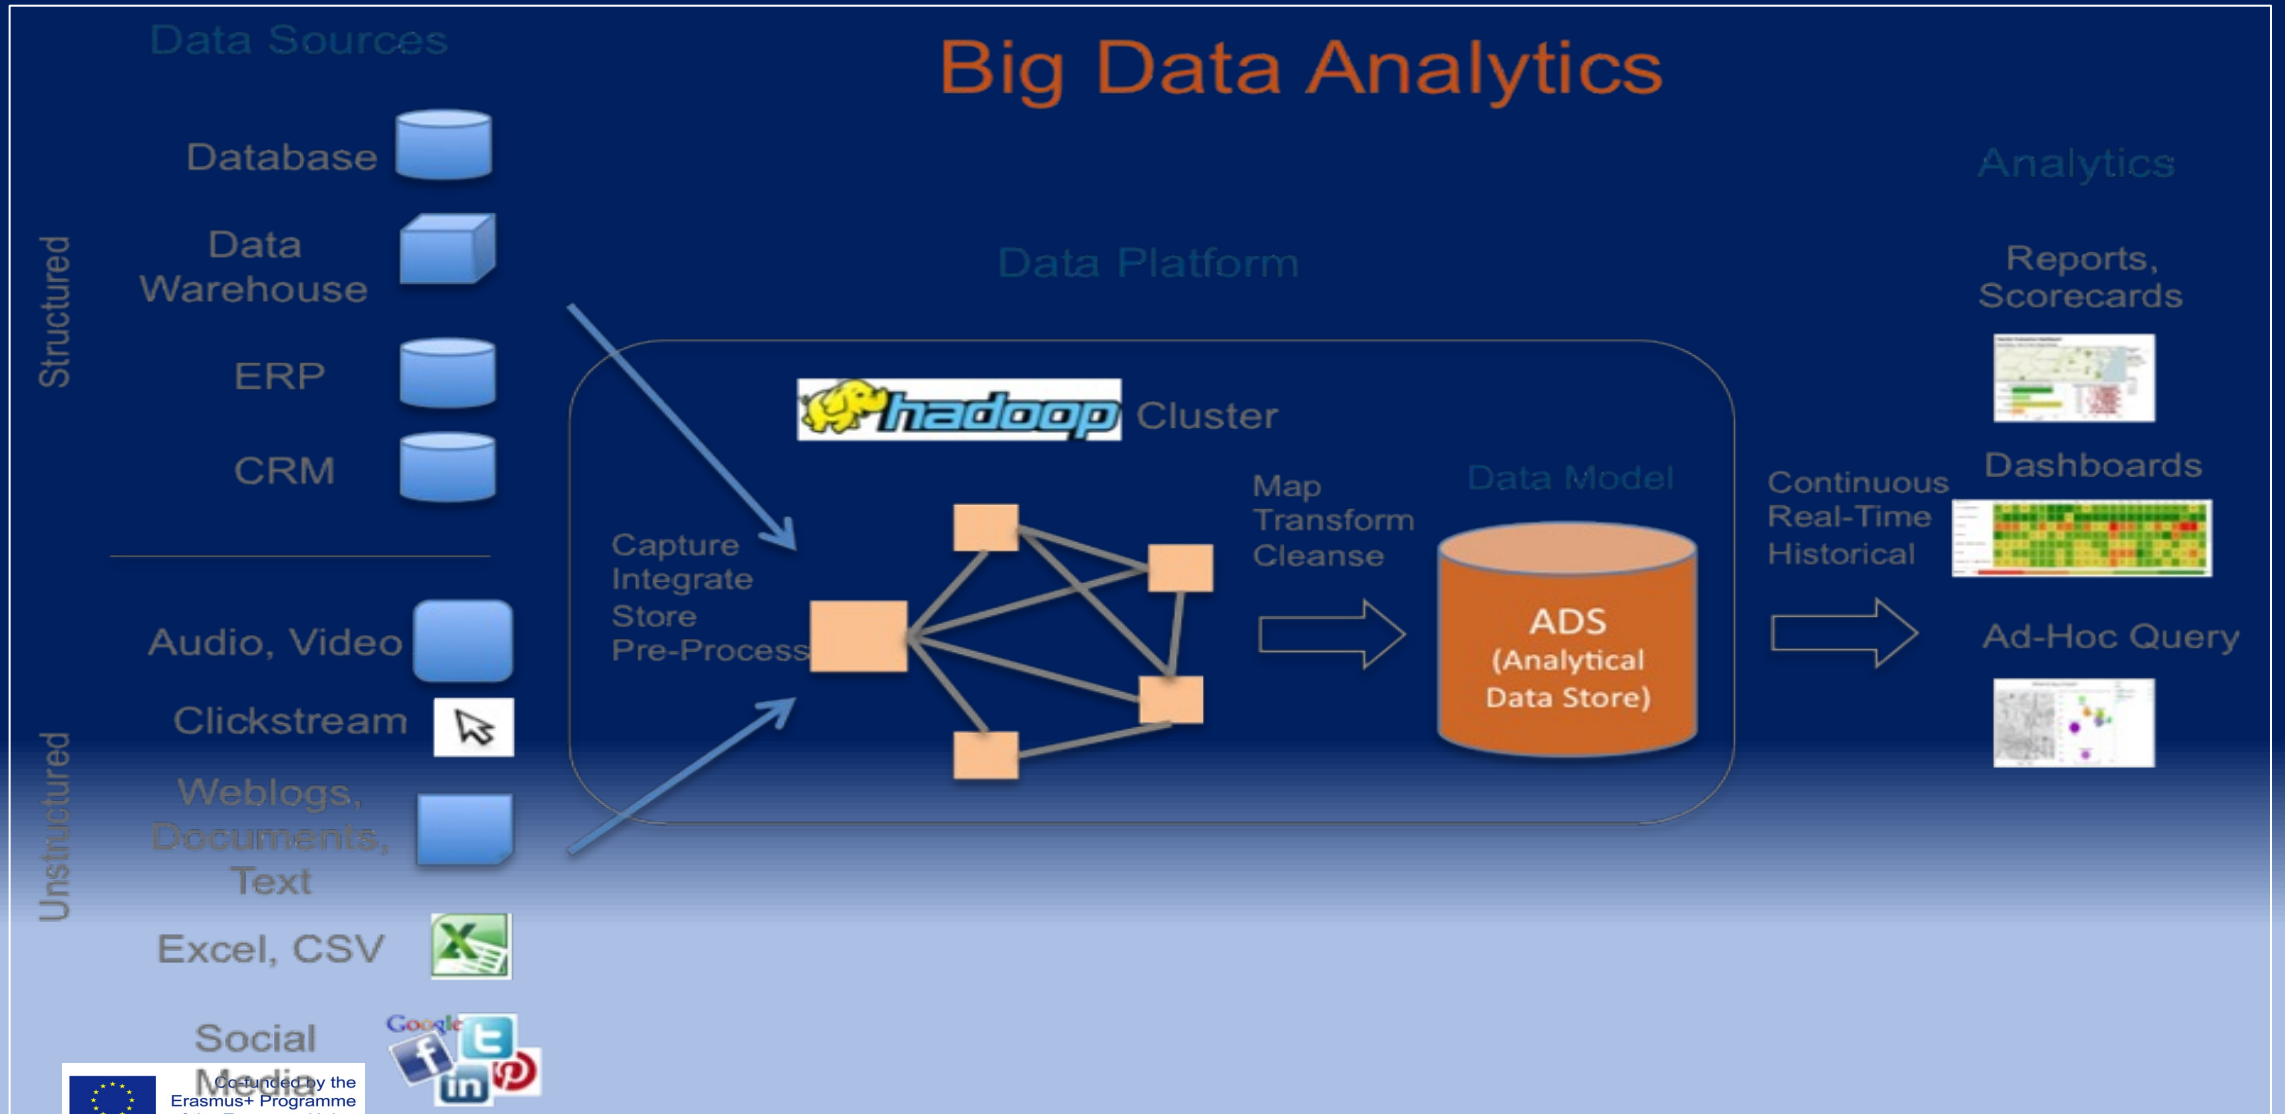 Data Sources
Big Data Analytics
Structured
Database
Data
Warehouse
ERP
CRM
Unstructured
Audio, Video
Clickstream
Weblogs,
Documents,
Text
Excel, CSV
Social
Media
Google
Co-funded by the
Erasmus+ Programme
Data Platform
hadoop Cluster
Capture
Integrate
Store
Pre-Process
Map
Transform
Cleanse
Data Model
ADS
(Analytical
Data Store)
Continuous
Real-Time
Historical
Analytics
Reports,
Scorecards
Dashboards
Ad-Hoc Query